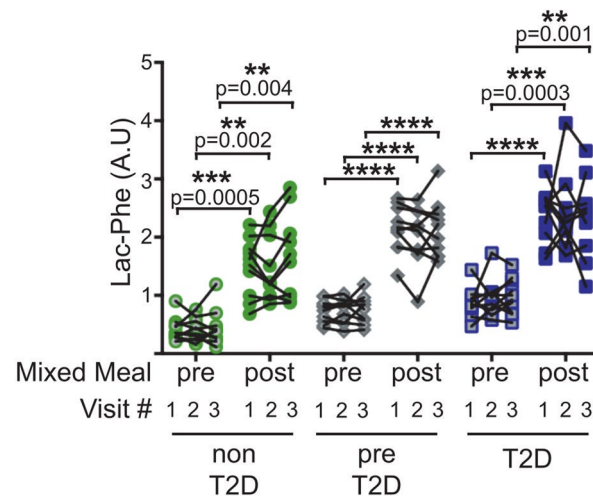 **
p=0.001
5
**
p=0.004
***
p=0.0003
4
**
p=0.002
****
****
****
****
3
***
p=0.0005
2
1
Lac-Phe (A.U)
Mixed Meal pre post pre post pre post
Visit # 1 2 3 1 2 3 1 2 3 1 2 3 1 2 3 1 2 3
non T2D
pre T2D
T2D